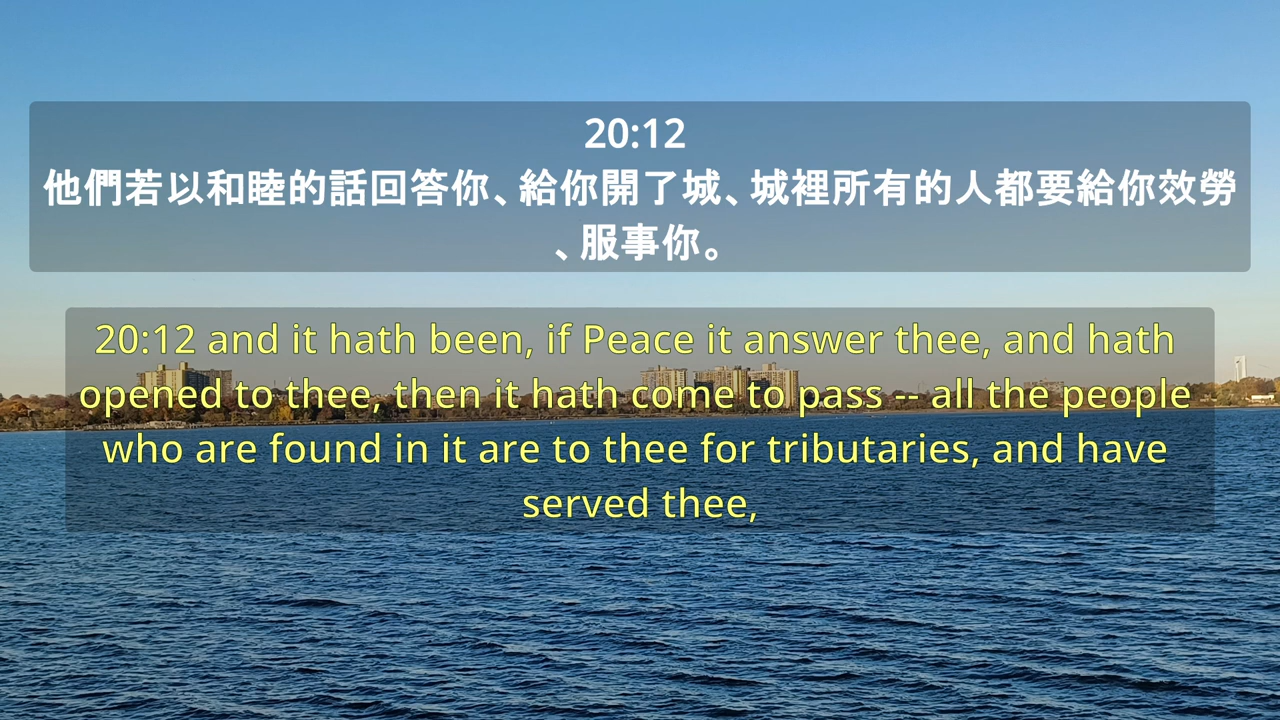 20:12
他們若以和睦的話回答你、給你開了城、城裡所有的人都要給你效勞
、服事你。
20:12 and it hath been, if Peace it answer thee, and hath
opened to thee, then it hath come to pass -- all the people
who are found in it are to thee for tributaries, and have
served thee,